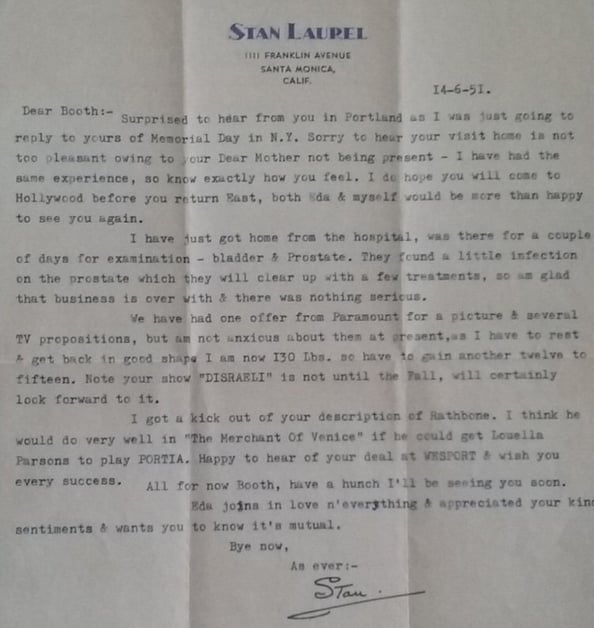 STAN LAUREL
1111 FRANKLIN AVENUE
SANTA MONICA,
CALIF.
I4-6-5I.
Dear Booth:-
Surprised to hear from you in Portland as I was just going to
reply to yours of Memorial Day in N.Y. Sorry to hear your visit home is not
too pleasant owing to your Dear Mother not being present - I have had the
same experience, so know exactly how you feel. I do hope you will come to
Hollywood before you return East, both Eda & myself would be more than happy
to see you again.
I have just got home from the hospital, was there for a couple
of days for examination - bladder & Prostate. They found a little infection
on the prostate which they will clear up with a few treatments, so am glad
that business is over with & there was nothing serious.
We have had one offer from Paramount for a picture & several
TV propositions, but am not anxious about them at present,as I have to rest
& get back in good shape I am now I30 Lbs. so have to gain another twelve to
fifteen. Note your show "DISRAELI" is not until the Fall, will certainly
look forward to it.
I got a kick out of your description of Rathbone. I think he
would do very well in "The Merchant Of Venice" if he could get Louella
Parsons to play PORTIA. Happy to hear of your deal at WESPORT & wish you
every success.
All for now Booth, have a hunch I'll be seeing you soon.
Eda joins in love n'everything & appreciated your kind
sentiments & wants you to know it's mutual.
Bye now,
As ever:-
Stan.